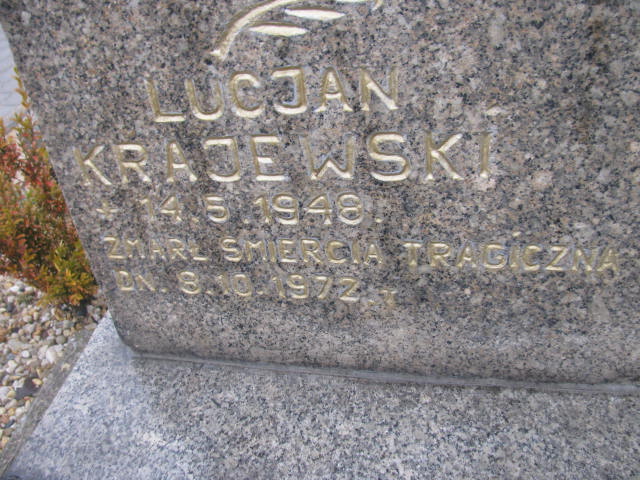 LUCJAN
KRAJEWSKI
* 14.5.1948.
ZMARŁ ŚMIERCIĄ TRAGICZNĄ
DN. 8.10.1972.